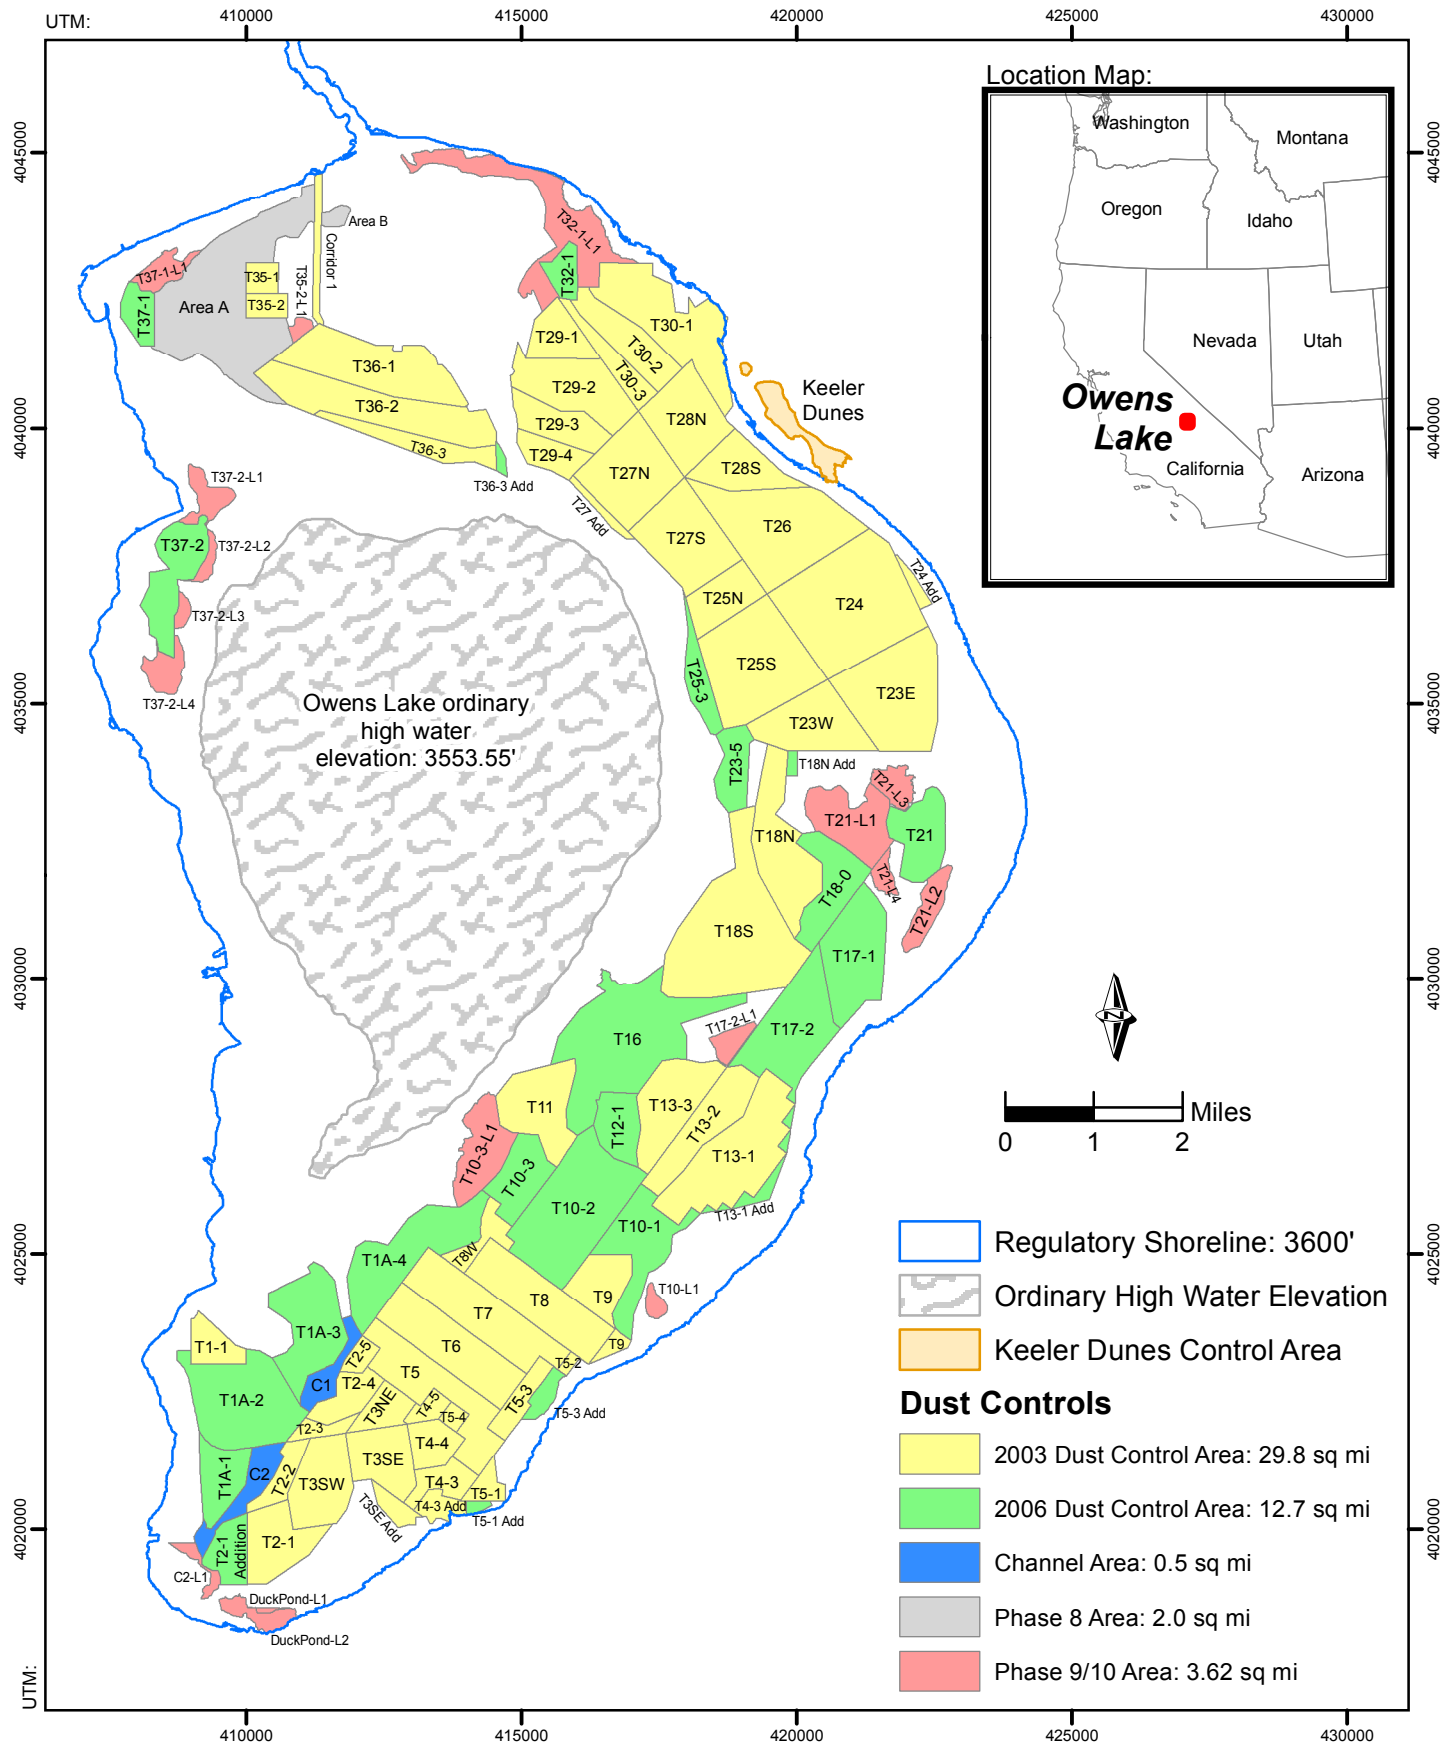 UTM:
410000
415000
420000
425000
430000
4045000
4040000
4035000
4030000
4025000
4020000
UTM:
4045000
4040000
4035000
4030000
4025000
4020000
410000
415000
420000
425000
430000
Location Map:
Washington
Montana
Oregon
Idaho
Nevada
Utah
Owens
Lake
California
Arizona
Area B
Corridor 1
T37-1-L1
T35-1
T35-2-L1
T35-2
Area A
T37-1
T32-1-L1
T32-1
T30-1
T29-1
T30-2
T30-3
T36-1
T29-2
T36-2
T29-3
T28N
Keeler
Dunes
T36-3
T29-4
T27N
T28S
T36-3 Add
T37-2-L1
T27 Add
T26
T27S
T37-2
T37-2-L2
T24 Add
T25N
T24
T37-2-L3
T25S
T25-3
T23E
T37-2-L4
Owens Lake ordinary
high water
elevation: 3553.55'
T23W
T23-5
T18N Add
T21-L3
T21-L1
T21
T18N
T18-0
T21-L4
T21-L2
T18S
T17-1
T17-2-L1
T17-2
T16
T11
T13-3
T12-1
T13-2
T13-1
T10-3-L1
T10-3
T10-2
T10-1
T13-1 Add
T1A-4
T8W
T10-L1
T8
T9
T7
T1A-3
T6
T9
T1-1
T2-5
T5-2
T5
C1
T2-4
T5-3
T1A-2
T3NE
T4-5
T5-4
T5-3 Add
T2-3
T4-4
T3SE
C2
T2-2
T3SW
T1A-1
T4-3
T5-1
T4-3 Add
T5-1 Add
T3SE Add
T2-1
Addition
T2-1
C2-L1
DuckPond-L1
DuckPond-L2
N
Miles
0
1
2
Regulatory Shoreline: 3600'
Ordinary High Water Elevation
Keeler Dunes Control Area
Dust Controls
2003 Dust Control Area: 29.8 sq mi
2006 Dust Control Area: 12.7 sq mi
Channel Area: 0.5 sq mi
Phase 8 Area: 2.0 sq mi
Phase 9/10 Area: 3.62 sq mi